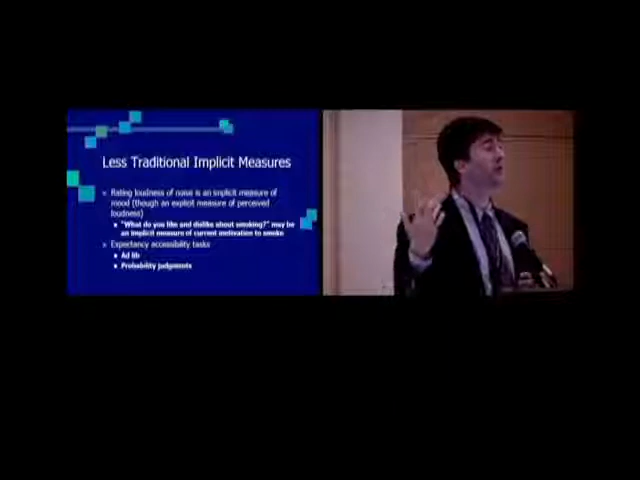 Less Traditional Implicit Measures
Rating loudness of noise is an implicit measure of
mood (though an explicit measure of perceived
loudness)
"What do you like and dislike about smoking?" may be
an implicit measure of current motivation to smoke
Expectancy accessibility tasks
Ad lib
Probability judgments